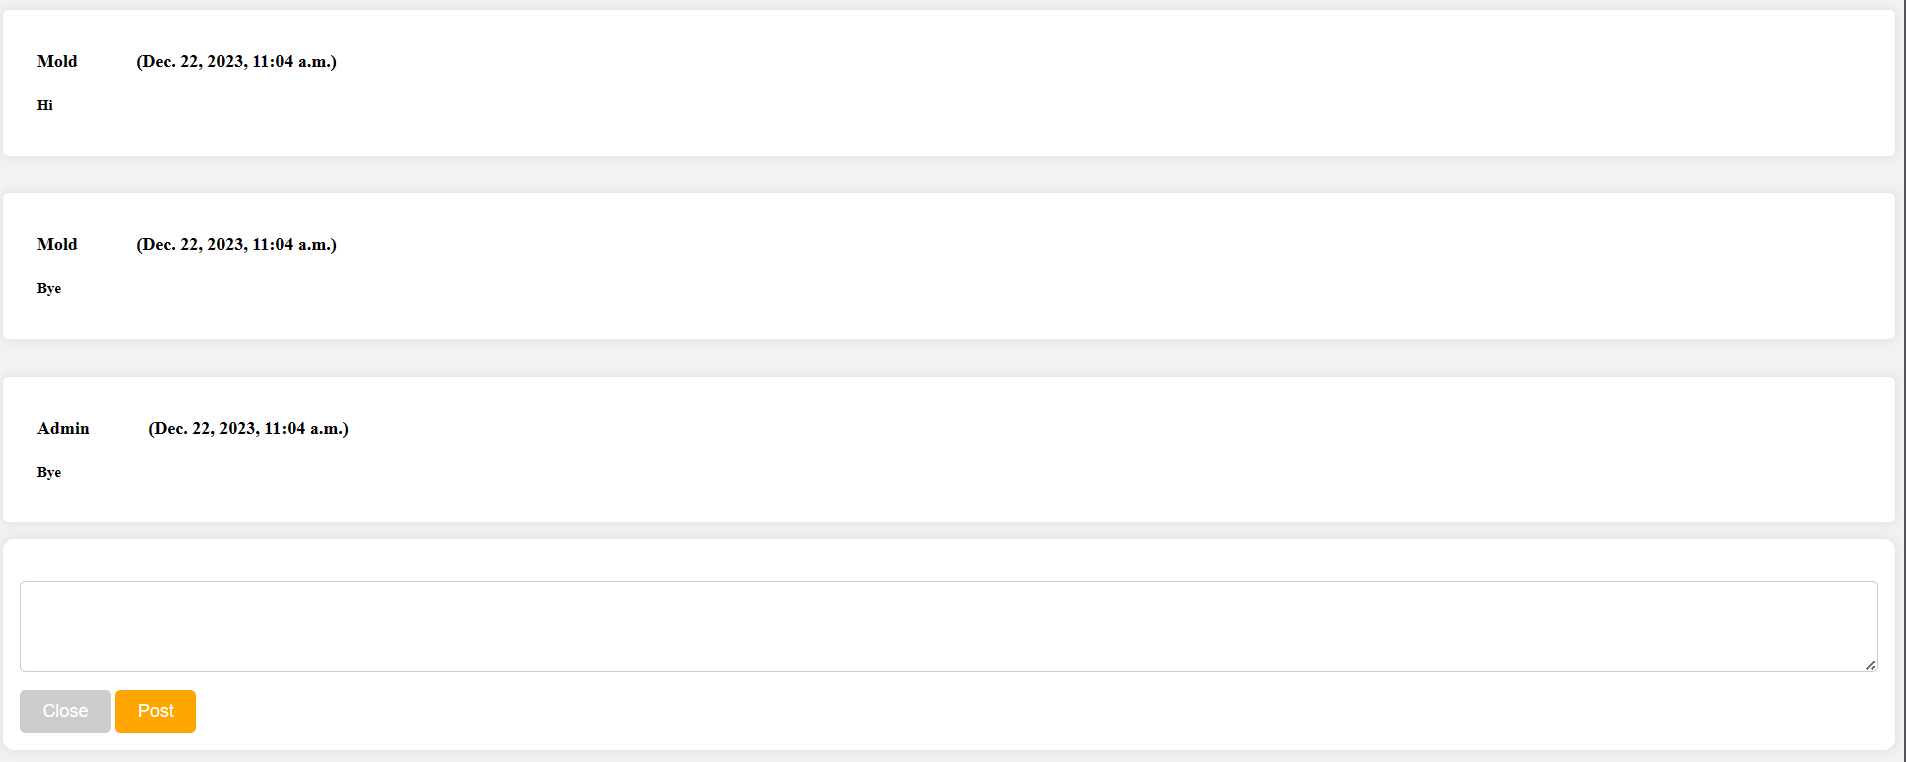 Mold (Dec. 22, 2023, 11:04 a.m.)
Hi
Mold (Dec. 22, 2023, 11:04 a.m.)
Bye
Admin (Dec. 22, 2023, 11:04 a.m.)
Bye
Close Post